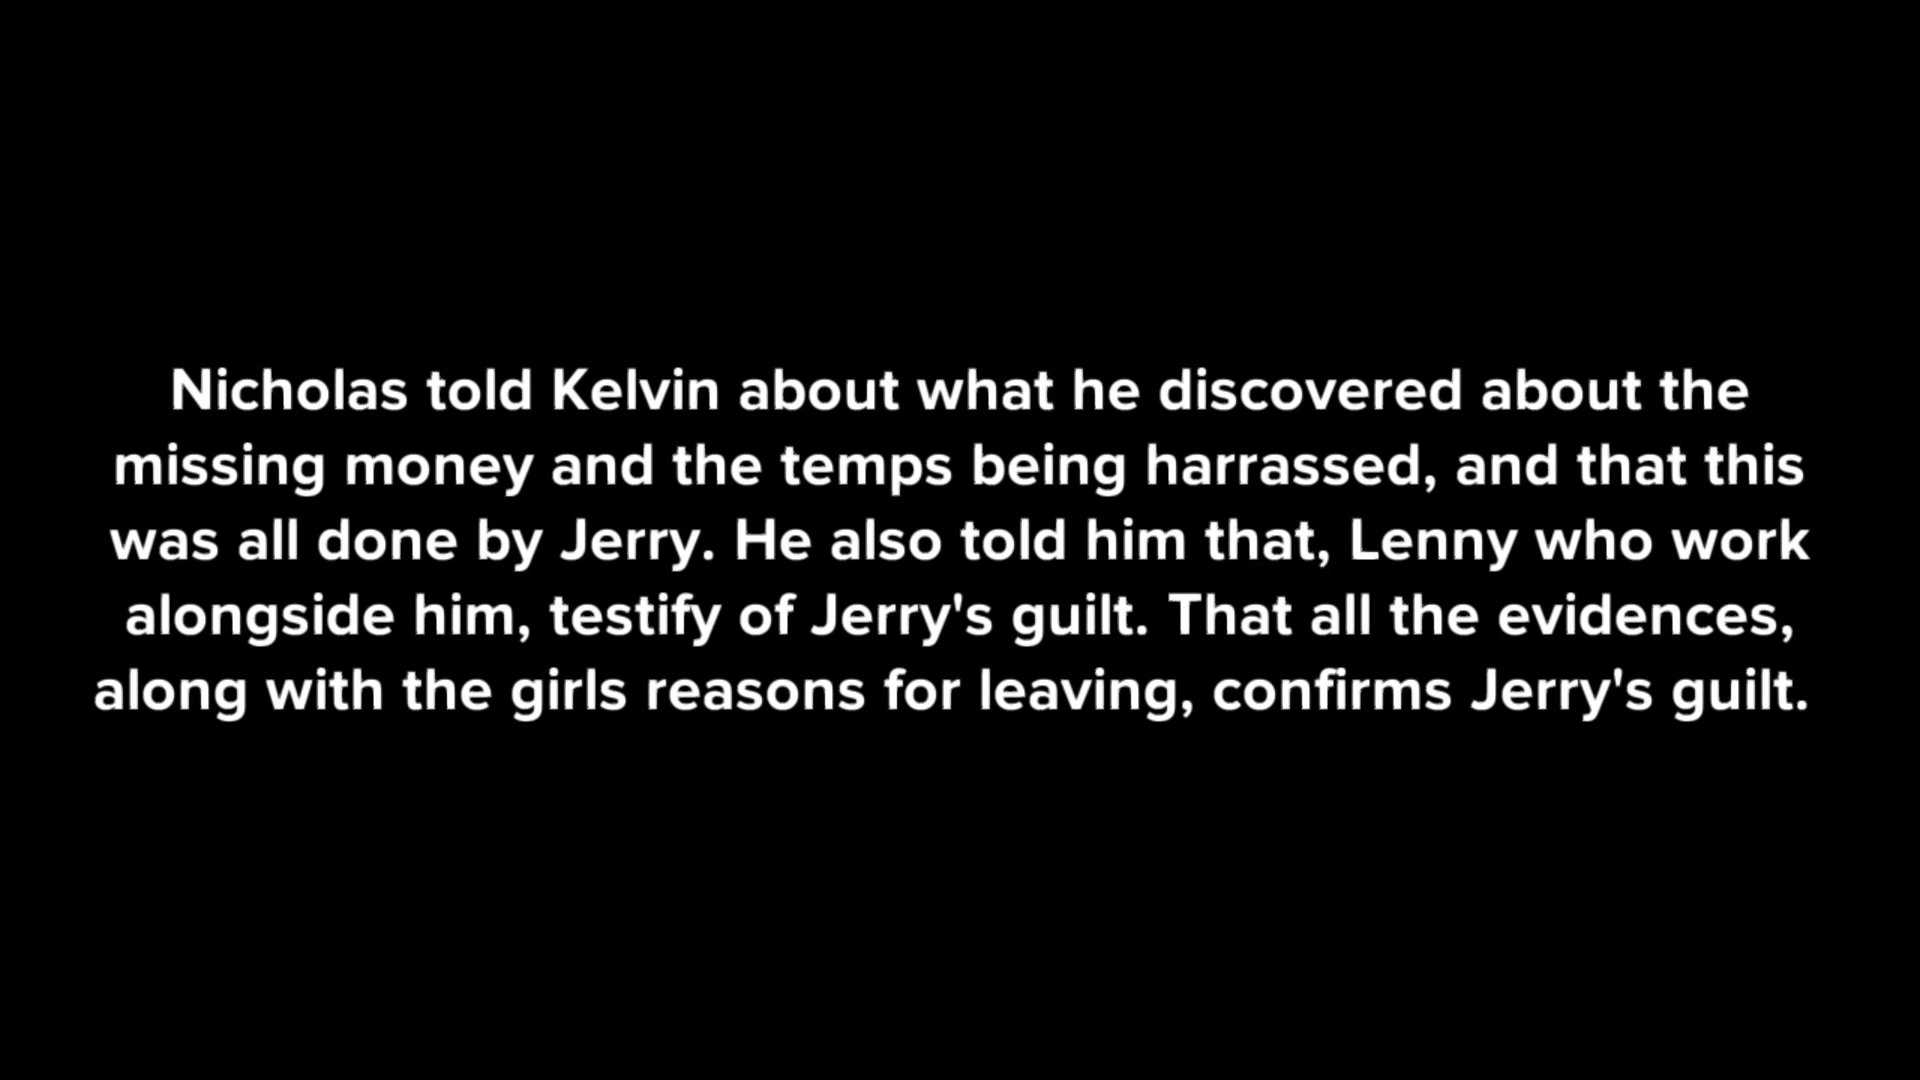 Nicholas told Kelvin about what he discovered about the
missing money and the temps being harrassed, and that this
was all done by Jerry. He also told him that, Lenny who work
alongside him, testify of Jerry's guilt. That all the evidences,
along with the girls reasons for leaving, confirms Jerry's guilt.